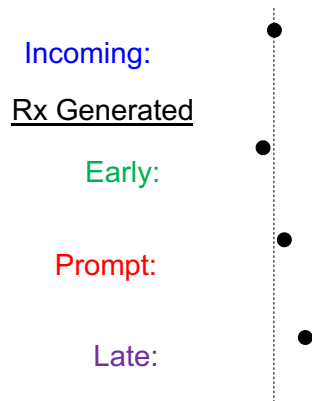 Incoming:
Rx Generated
Early:
Prompt:
Late: